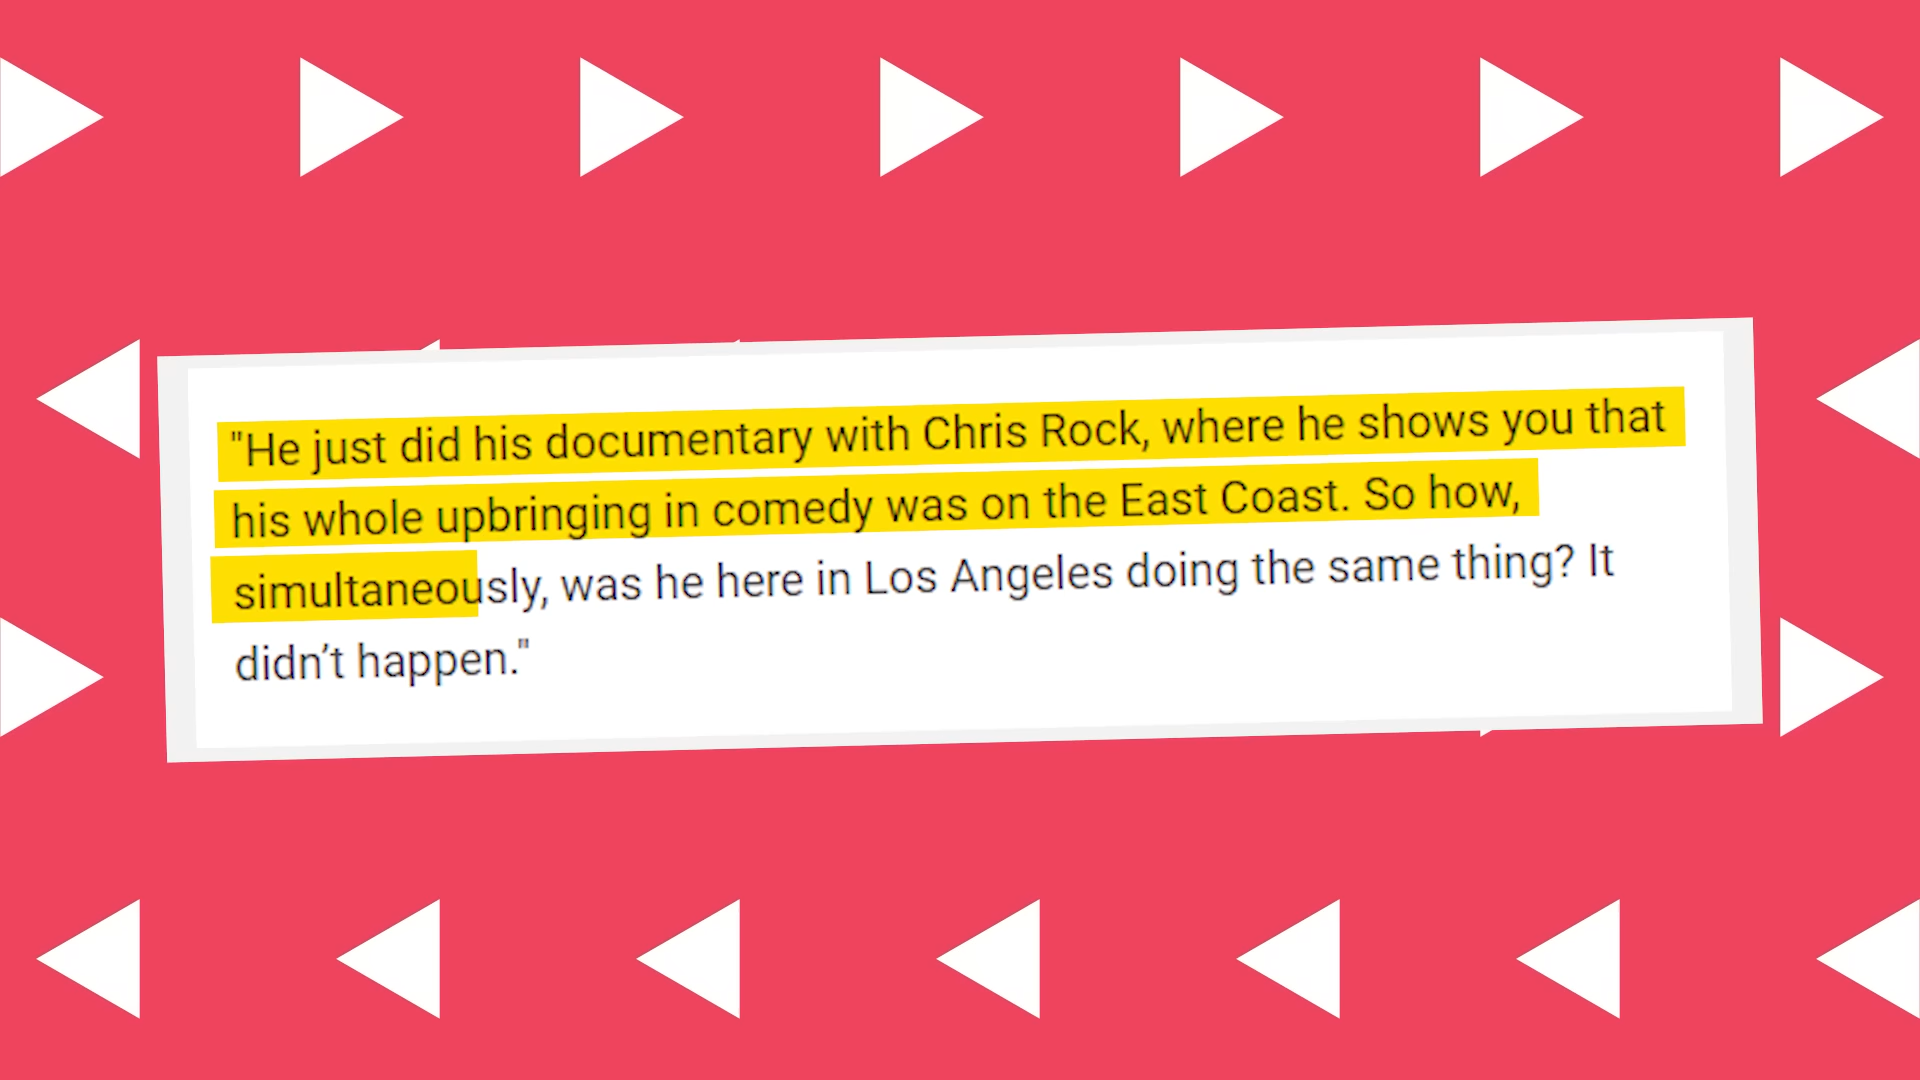 "He just did his documentary with Chris Rock, where he shows you that
his whole upbringing in comedy was on the East Coast. So how,
simultaneously, was he here in Los Angeles doing the same thing? It
didn’t happen."